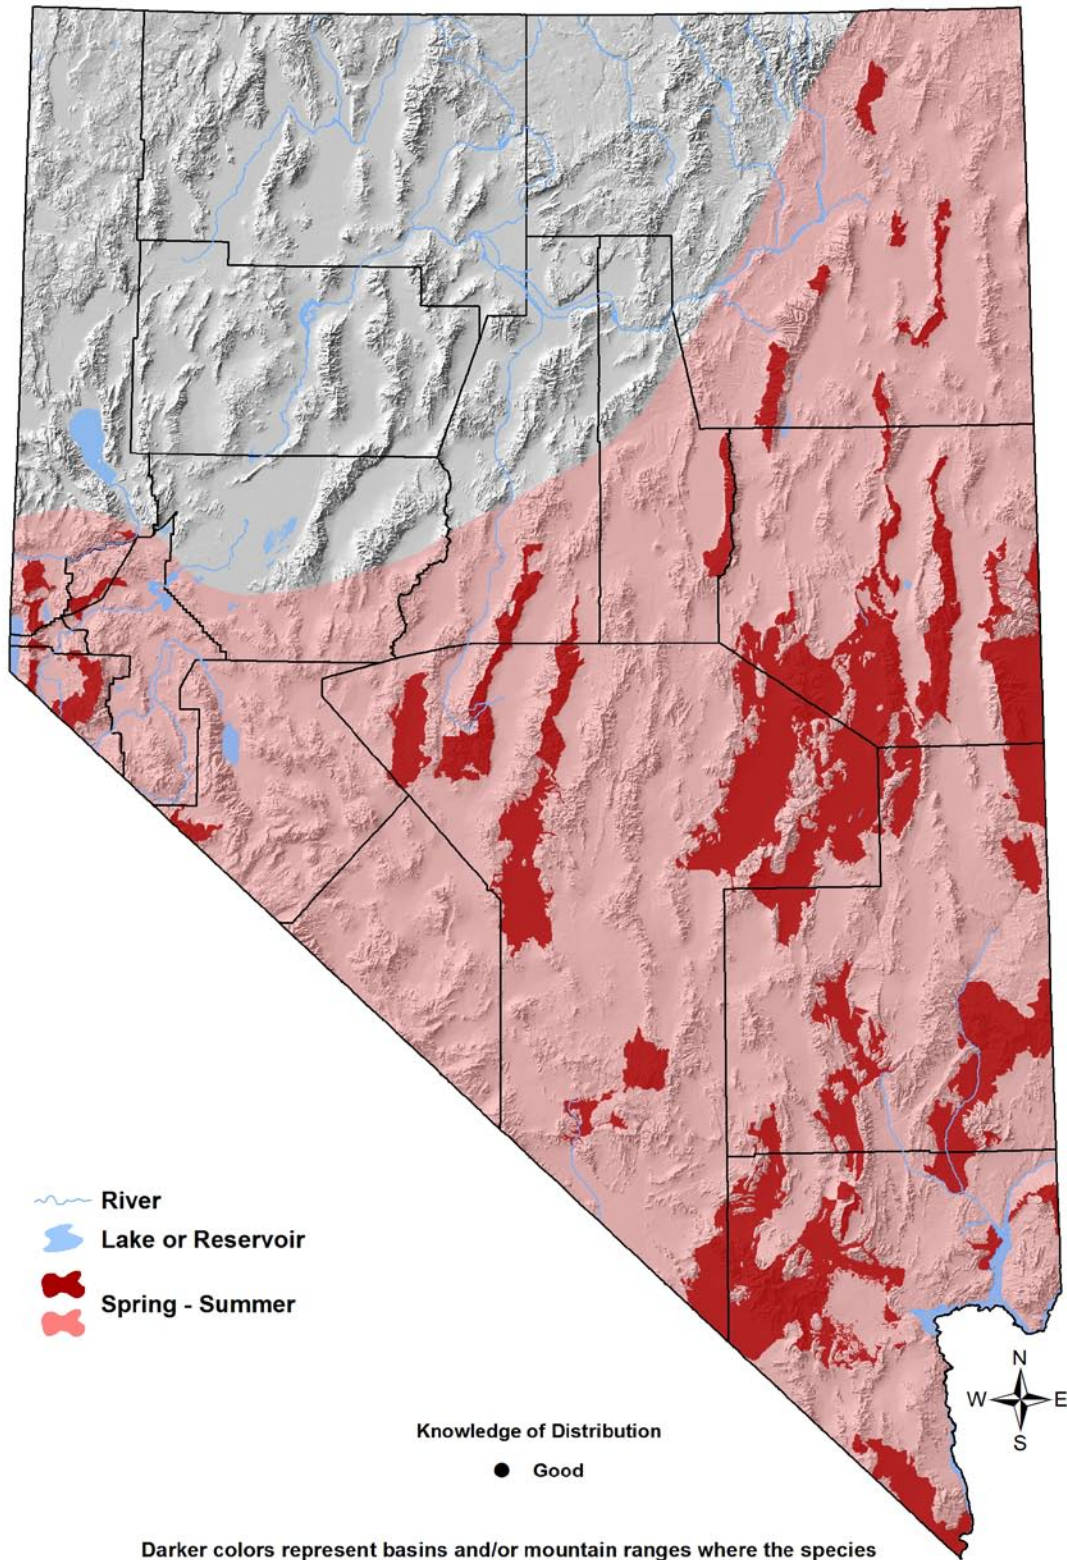 River
Lake or Reservoir
Spring - Summer
N
W E
S
Knowledge of Distribution
Good
Darker colors represent basins and/or mountain ranges where the species